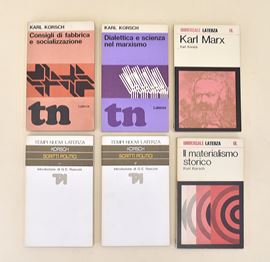 KARL KORSCH
Consigli di fabbrica
e socializzazione
tn
Laterza
KARL KORSCH
Dialettica e scienza
nel marxismo
tn
Laterza
UNIVERSALE LATERZA
Karl Marx
Karl Korsch
TEMPI NUOVI LATERZA
KORSCH
SCRITTI POLITICI
introduzione di G.E. Rusconi
TEMPI NUOVI LATERZA
KORSCH
SCRITTI POLITICI
introduzione di G.E. Rusconi
UNIVERSALE LATERZA
Il materialismo
storico
Karl Korsch